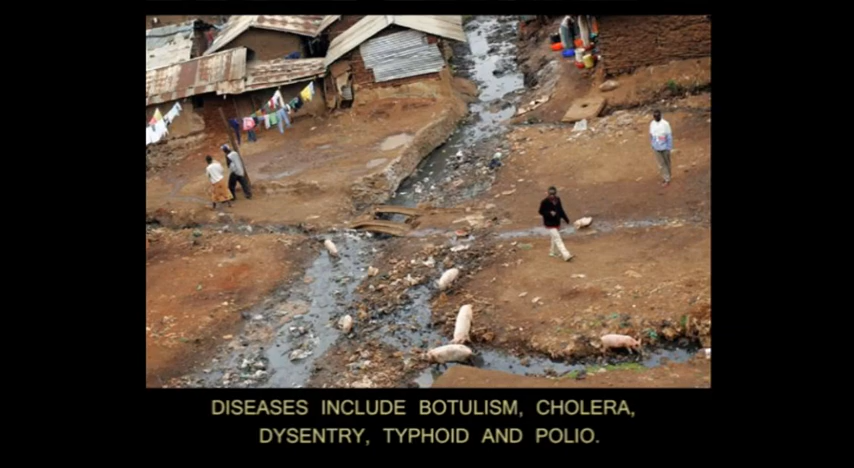 DISEASES INCLUDE BOTULISM, CHOLERA,
DYSENTRY, TYPHOID AND POLIO.